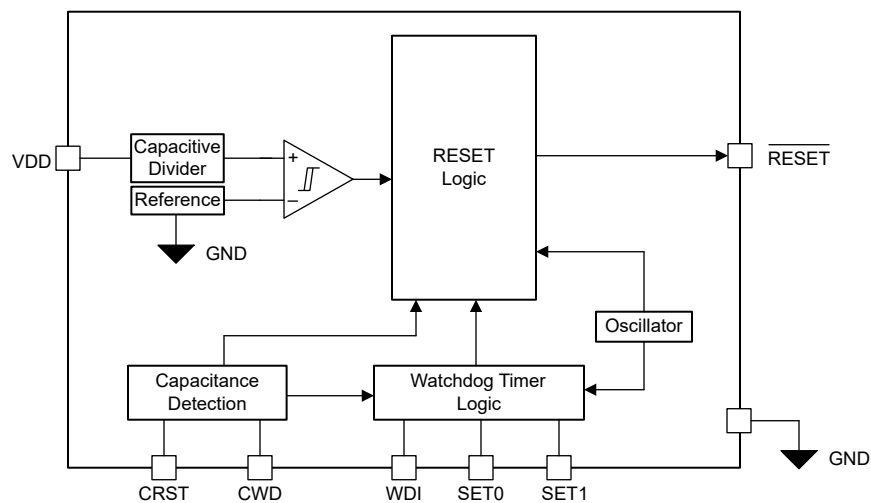 VDD
Capacitive
Divider
+
Reference
−
GND
RESET
Logic
RESET
Oscillator
Capacitance
Detection
Watchdog Timer
Logic
GND
CRST
CWD
WDI
SET0
SET1